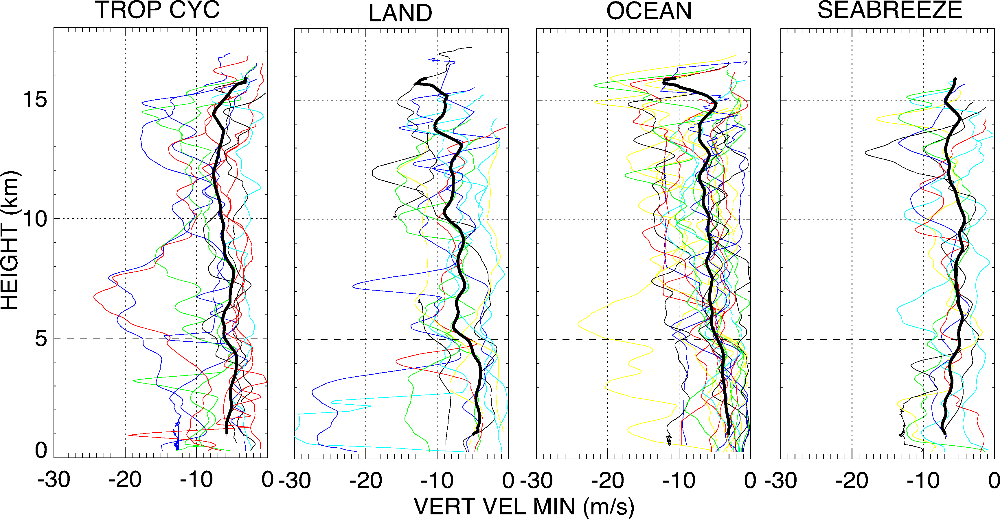 TROP CYC LAND OCEAN SEABREEZE
HEIGHT (km)
15
10
5
0
-30 -20 -10 0 -30 -20 -10 0 -30 -20 -10 0 -30 -20 -10 0
VERT VEL MIN (m/s)